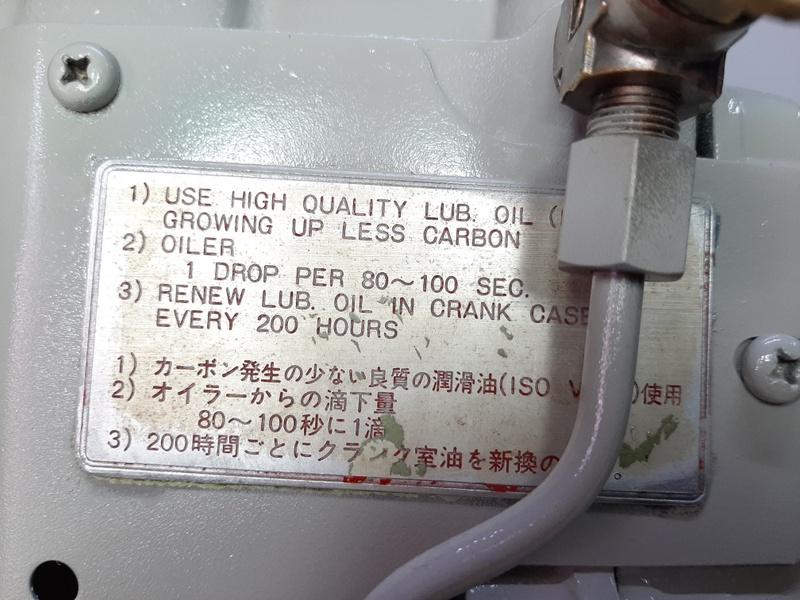 1) USE HIGH QUALITY LUB. OIL (
GROWING UP LESS CARBON
2) OILER
1 DROP PER 80～100 SEC.
3) RENEW LUB. OIL IN CRANK CASE
EVERY 200 HOURS
1) カーボン発生の少ない良質の潤滑油(ISO V )使用
2) オイラーからの滴下量
80～100秒に1滴
3) 200時間ごとにクランク室油を新換の 。